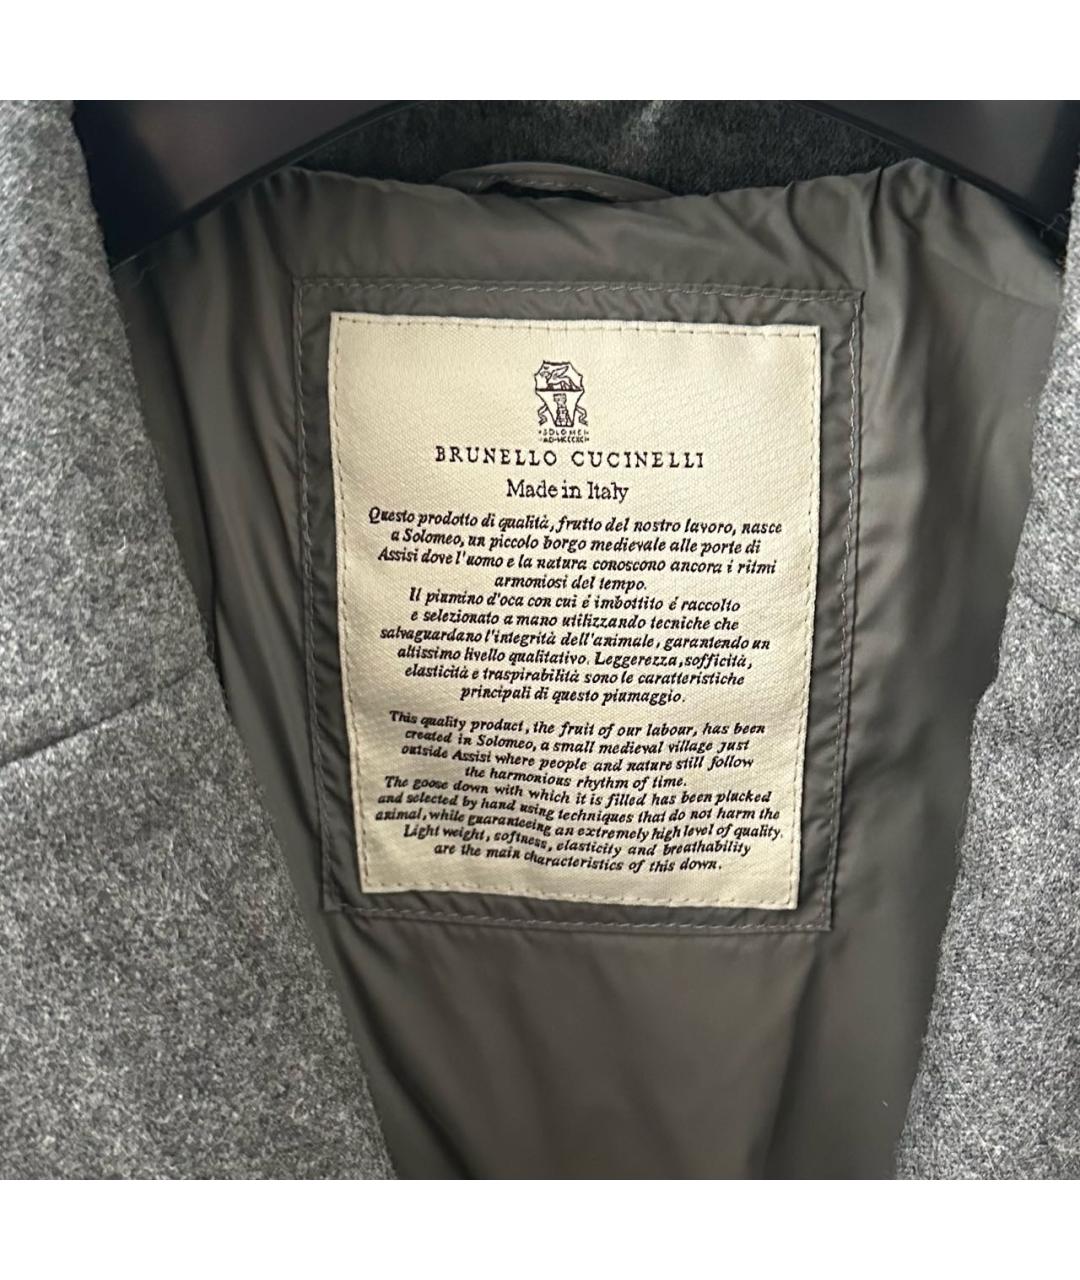 BRUNELLO CUCINELLI
Made in Italy
Questo prodotto di qualità, frutto del nostro lavoro, nasce
a Solomeo, un piccolo borgo medievale alle porte di
Assisi dove l'uomo e la natura conoscono ancora i ritmi
armoniosi del tempo.
Il piumino d'oca con cui é imbottito é raccolto
e selezionato a mano utilizzando tecniche che
salvaguardano l'integrità dell'animale, garantendo un
altissimo livello qualitativo. Leggerezza, sofficità,
elasticità e traspirabilità sono le caratteristiche
principali di questo piumaggio.
This quality product, the fruit of our labour, has been
created in Solomeo, a small medieval village just
outside Assisi where people and nature still follow
the harmonious rhythm of time.
The goose down with which it is filled has been plucked
and selected by hand using techniques that do not harm the
animal, while guaranteeing an extremely high level of quality.
Light weight, softness, elasticity and breathability
are the main characteristics of this down.